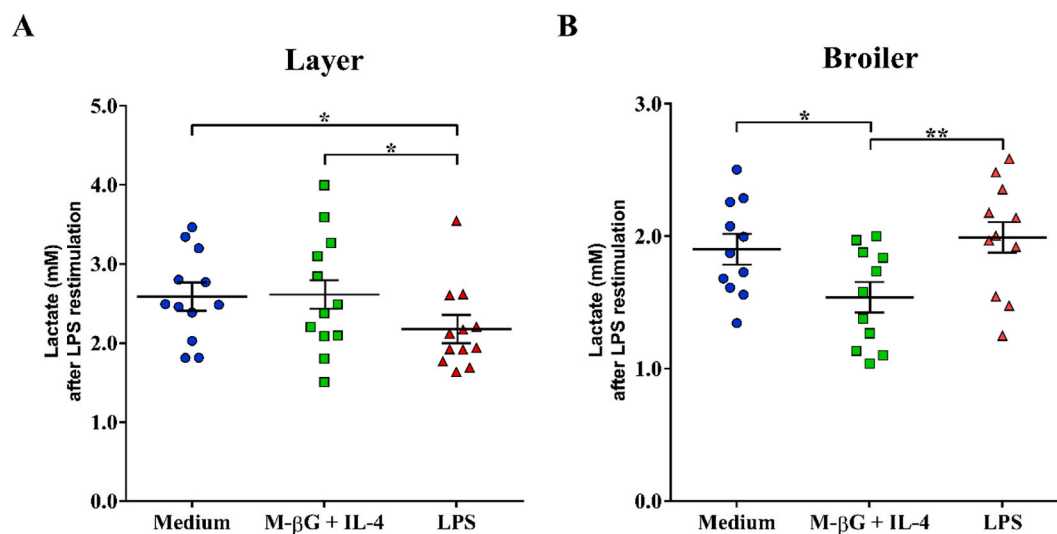 A
Layer
*
*
5.0
4.0
3.0
2.0
1.0
0.0
Lactate (mM)
after LPS restimulation
Medium
M-βG + IL-4
LPS
B
Broiler
*
**
3.0
2.0
1.0
0.0
Lactate (mM)
after LPS restimulation
Medium
M-βG + IL-4
LPS